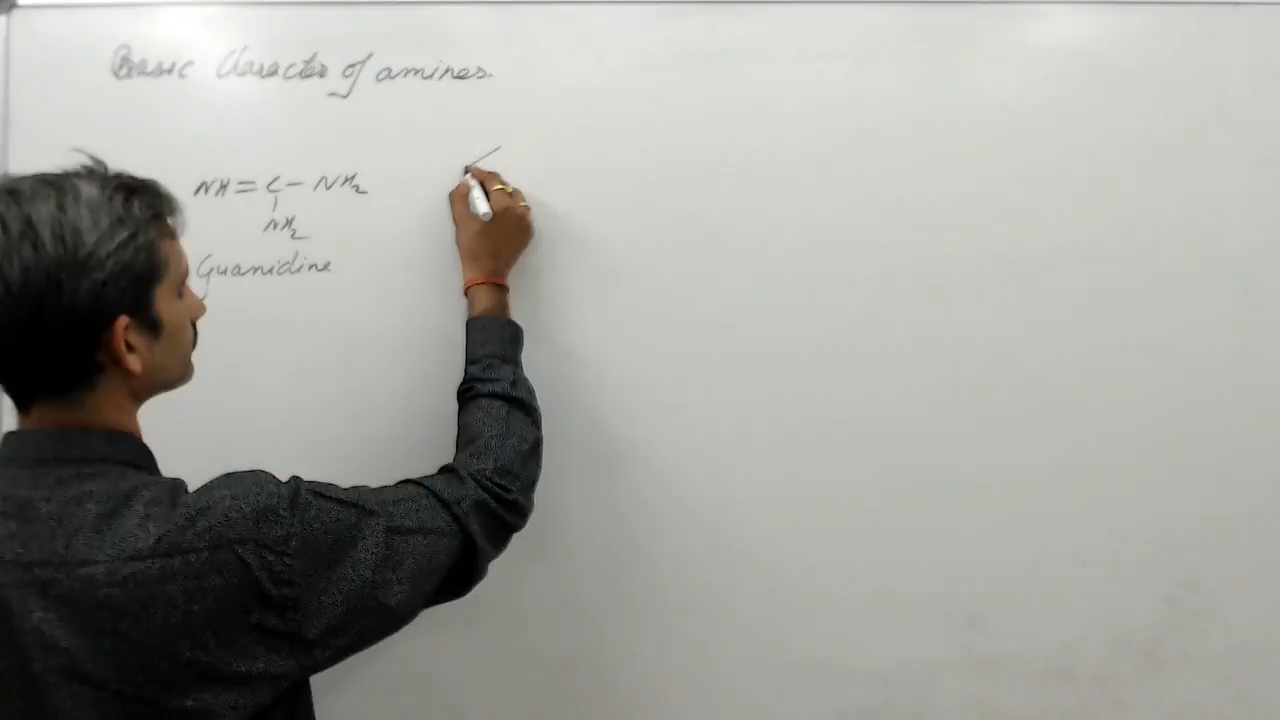 Basic Character of amines.
NH=C-NH2
|
NH2
Guanidine